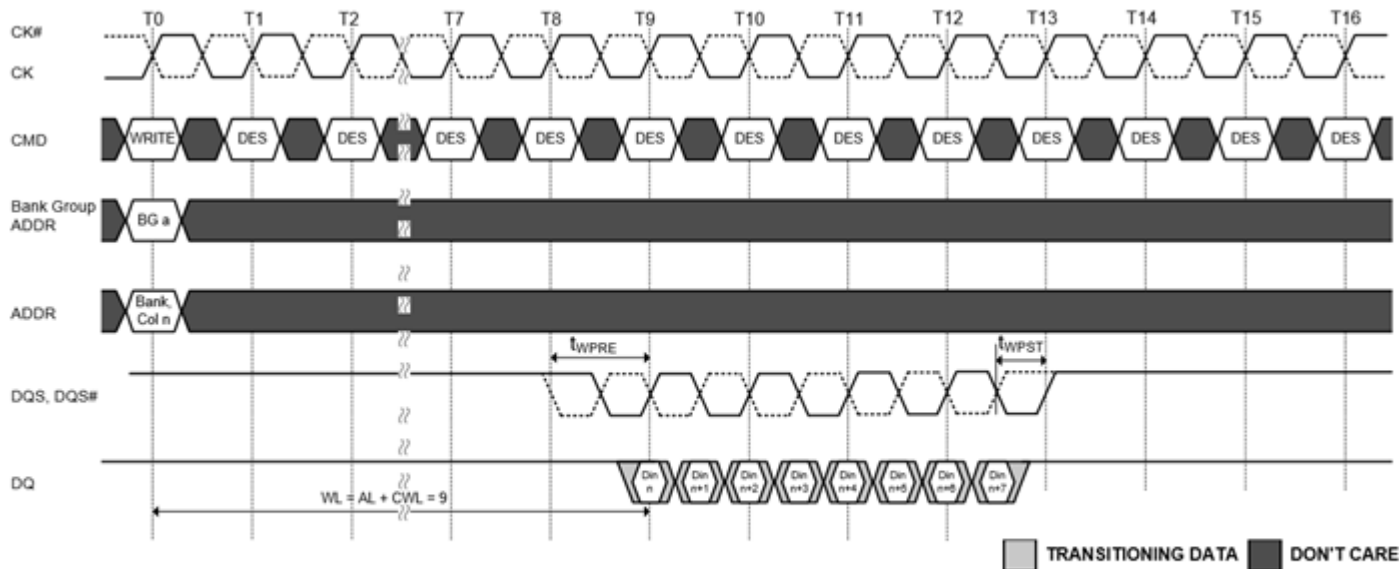 T0 T1 T2 T7 T8 T9 T10 T11 T12 T13 T14 T15 T16
CK#
CK
CMD WRITE DES DES DES DES DES DES DES DES DES DES DES DES
Bank Group
ADDR
BG a
ADDR
Bank,
Col n
tWPRE tWPST
DQS, DQS#
DQ
Din n Din n+1 Din n+2 Din n+3 Din n+4 Din n+5 Din n+6 Din n+7
WL = AL + CWL = 9
TRANSITIONING DATA DON'T CARE